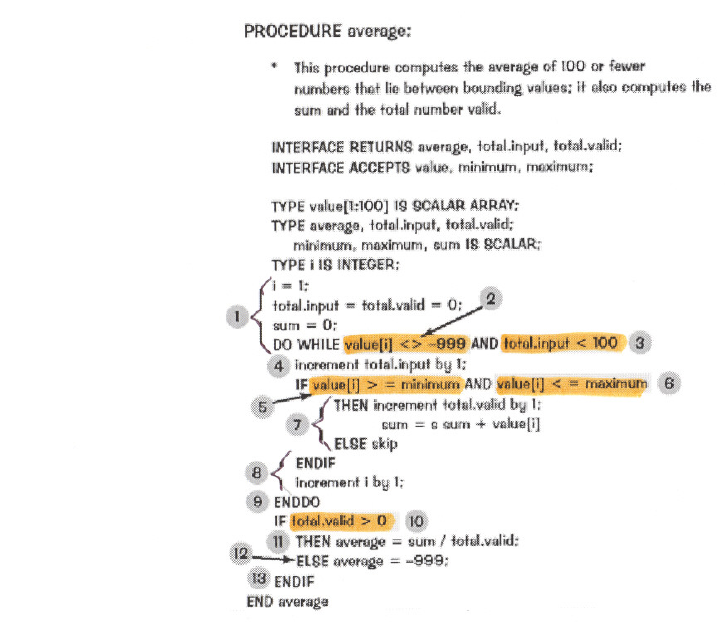 PROCEDURE average:
* This procedure computes the average of 100 or fewer
numbers that lie between bounding values; it also computes the
sum and the total number valid.
INTERFACE RETURNS average, total.input, total.valid;
INTERFACE ACCEPTS value, minimum, maximum;
TYPE value[1:100] IS SCALAR ARRAY;
TYPE average, total.input, total.valid;
minimum, maximum, sum IS SCALAR;
TYPE i IS INTEGER;
i = 1;
1 total.input = total.valid = 0; 2
sum = 0;
DO WHILE value[i] <> -999 AND total.input < 100 3
4 increment total.input by 1;
IF value[i] > = minimum AND value[i] < = maximum 6
5 THEN increment total.valid by 1;
7 sum = s sum + value[i]
ELSE skip
8 ENDIF
increment i by 1;
9 ENDDO
IF total.valid > 0 10
11 THEN average = sum / total.valid;
12 ELSE average = -999;
13 ENDIF
END average